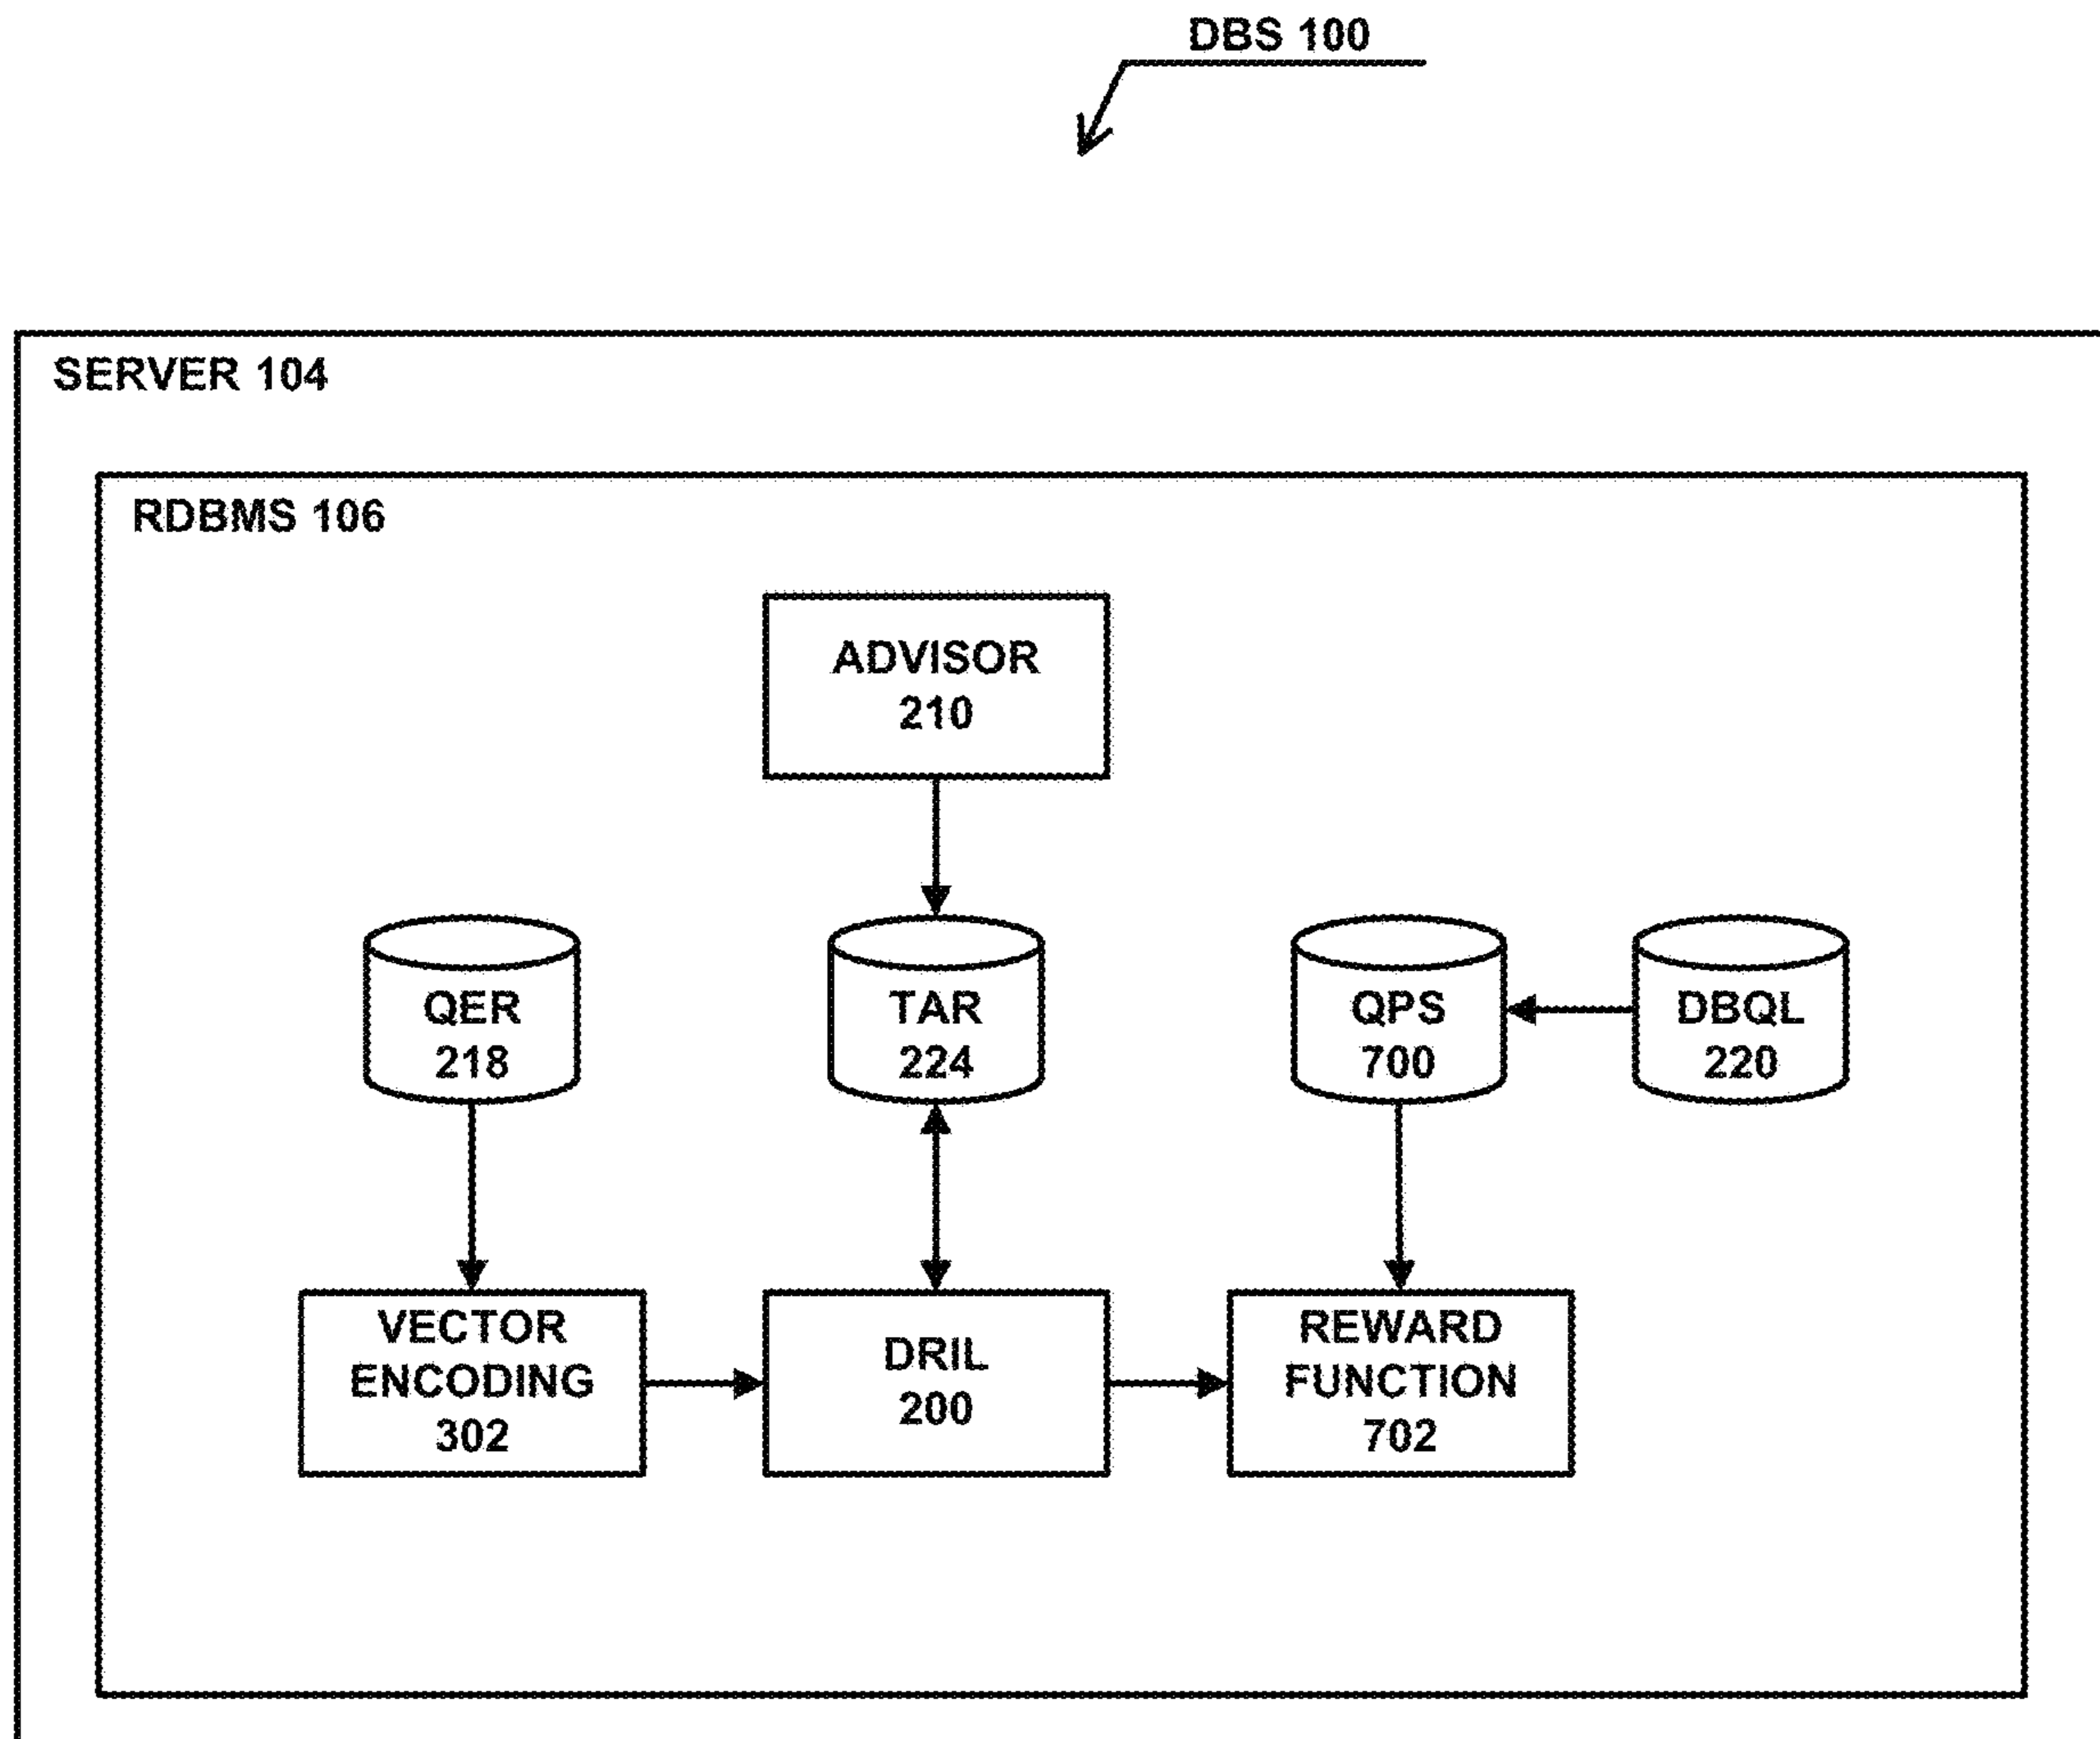 DBS 100
SERVER 104
RDBMS 106
ADVISOR
210
QER
218
TAR
224
QPS
700
DBQL
220
VECTOR
ENCODING
302
DRIL
200
REWARD
FUNCTION
702